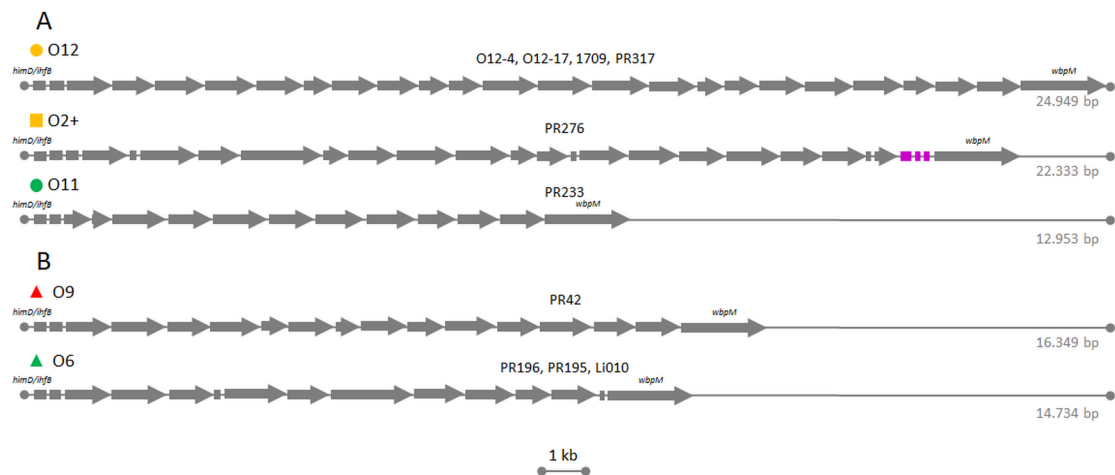 A
O12
O12-4, O12-17, 1709, PR317
himD/ihfB
wbpM
24.949 bp
O2+
PR276
himD/ihfB
wbpM
22.333 bp
O11
PR233
himD/ihfB
wbpM
12.953 bp
B
O9
PR42
himD/ihfB
wbpM
16.349 bp
O6
PR196, PR195, Li010
himD/ihfB
wbpM
14.734 bp
1 kb